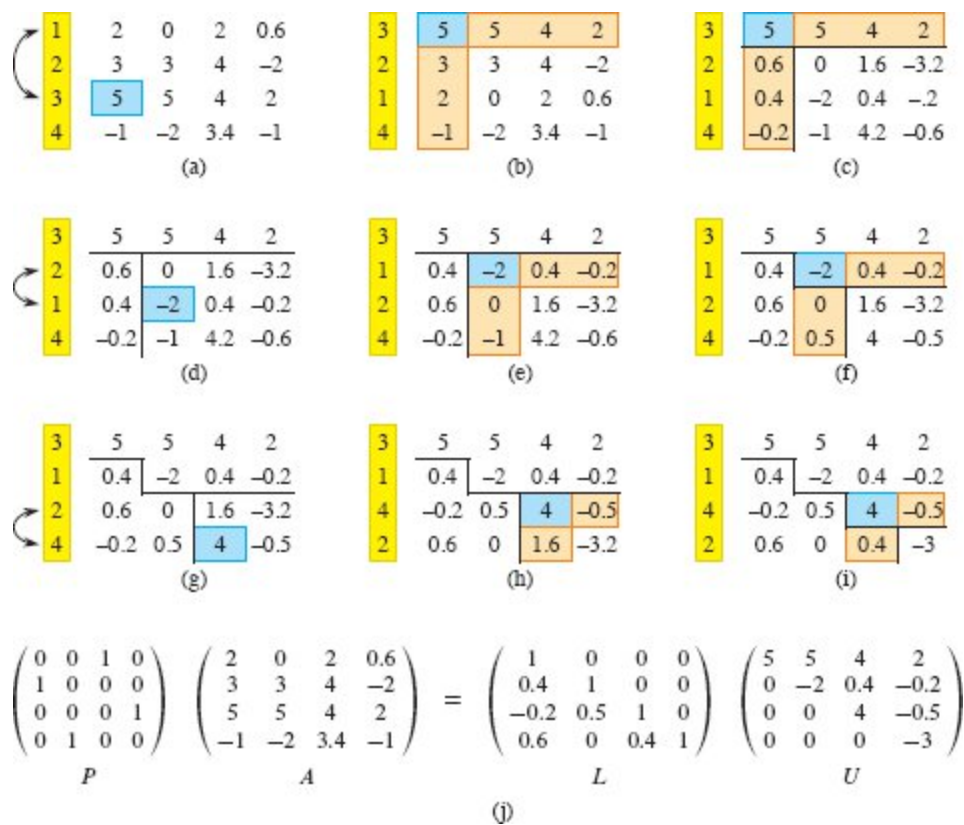 1 2 0 2 0.6 3 5 5 4 2 3 5 5 4 2
2 3 3 4 –2 2 3 3 4 –2 2 0.6 0 1.6 –3.2
3 5 5 4 2 1 2 0 2 0.6 1 0.4 –2 0.4 –.2
4 –1 –2 3.4 –1 4 –1 –2 3.4 –1 4 –0.2 –1 4.2 –0.6
(a) (b) (c)
3 5 5 4 2 3 5 5 4 2 3 5 5 4 2
2 0.6 0 1.6 –3.2 1 0.4 –2 0.4 –0.2 1 0.4 –2 0.4 –0.2
1 0.4 –2 0.4 –0.2 2 0.6 0 1.6 –3.2 2 0.6 0 1.6 –3.2
4 –0.2 –1 4.2 –0.6 4 –0.2 –1 4.2 –0.6 4 –0.2 0.5 4 –0.5
(d) (e) (f)
3 5 5 4 2 3 5 5 4 2 3 5 5 4 2
1 0.4 –2 0.4 –0.2 1 0.4 –2 0.4 –0.2 1 0.4 –2 0.4 –0.2
2 0.6 0 1.6 –3.2 4 –0.2 0.5 4 –0.5 4 –0.2 0.5 4 –0.5
4 –0.2 0.5 4 –0.5 2 0.6 0 1.6 –3.2 2 0.6 0 0.4 –3
(g) (h) (i)
0 0 1 0 2 0 2 0.6 1 0 0 0 5 5 4 2
1 0 0 0 3 3 4 –2 0.4 1 0 0 0 –2 0.4 –0.2
0 0 0 1 5 5 4 2 = –0.2 0.5 1 0 0 0 4 –0.5
0 1 0 0 –1 –2 3.4 –1 0.6 0 0.4 1 0 0 0 –3
P A L U
(j)